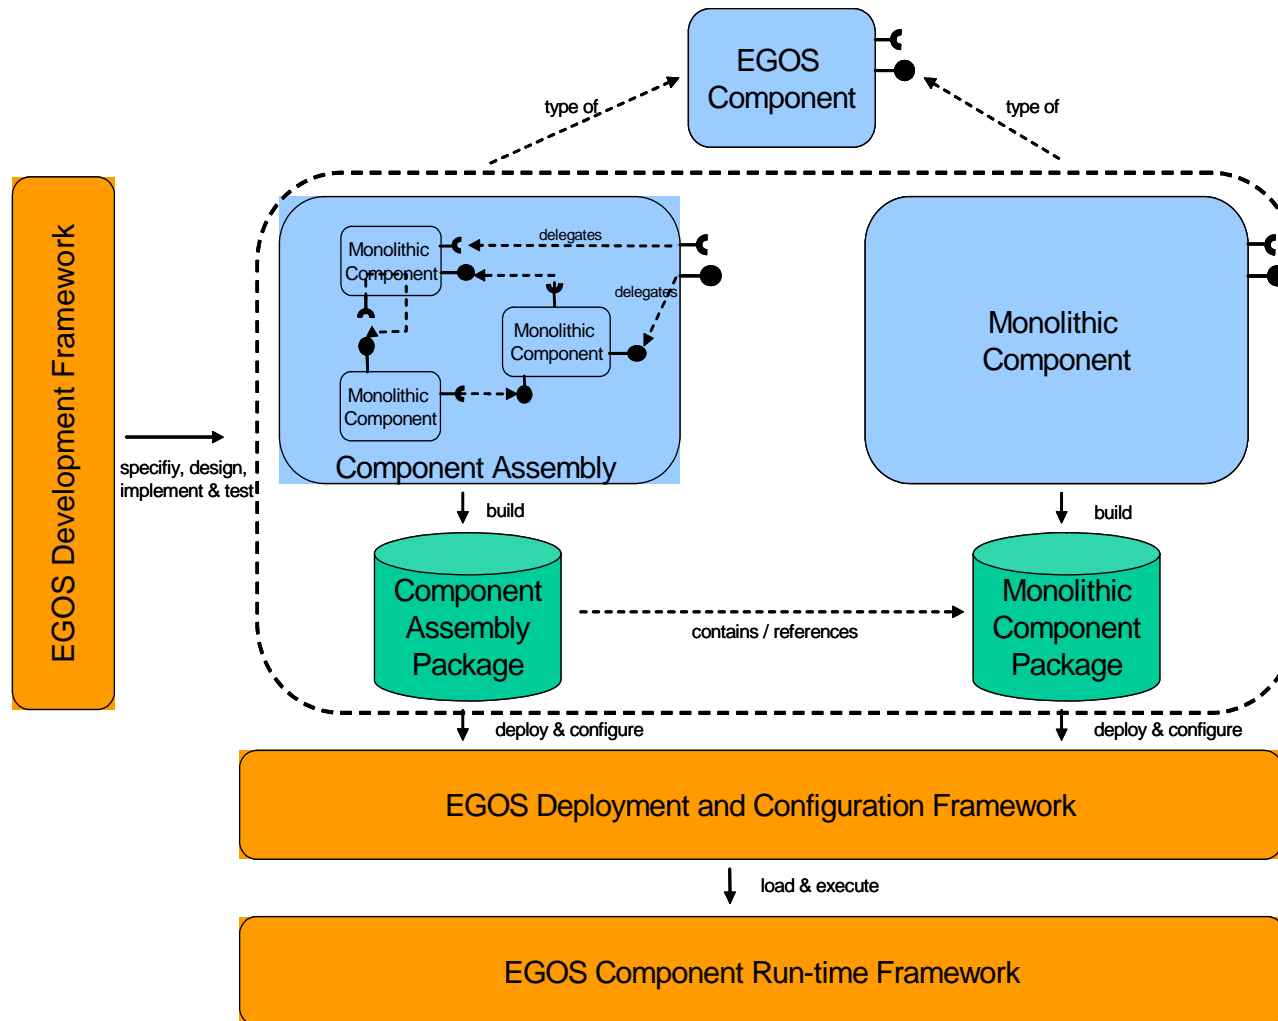 EGOS
Component
type of
type of
EGOS Development Framework
specifiy, design,
implement & test
Monolithic
Component
delegates
delegates
Monolithic
Component
Monolithic
Component
Component Assembly
Monolithic
Component
build
build
Component
Assembly
Package
contains / references
Monolithic
Component
Package
deploy & configure
deploy & configure
EGOS Deployment and Configuration Framework
load & execute
EGOS Component Run-time Framework